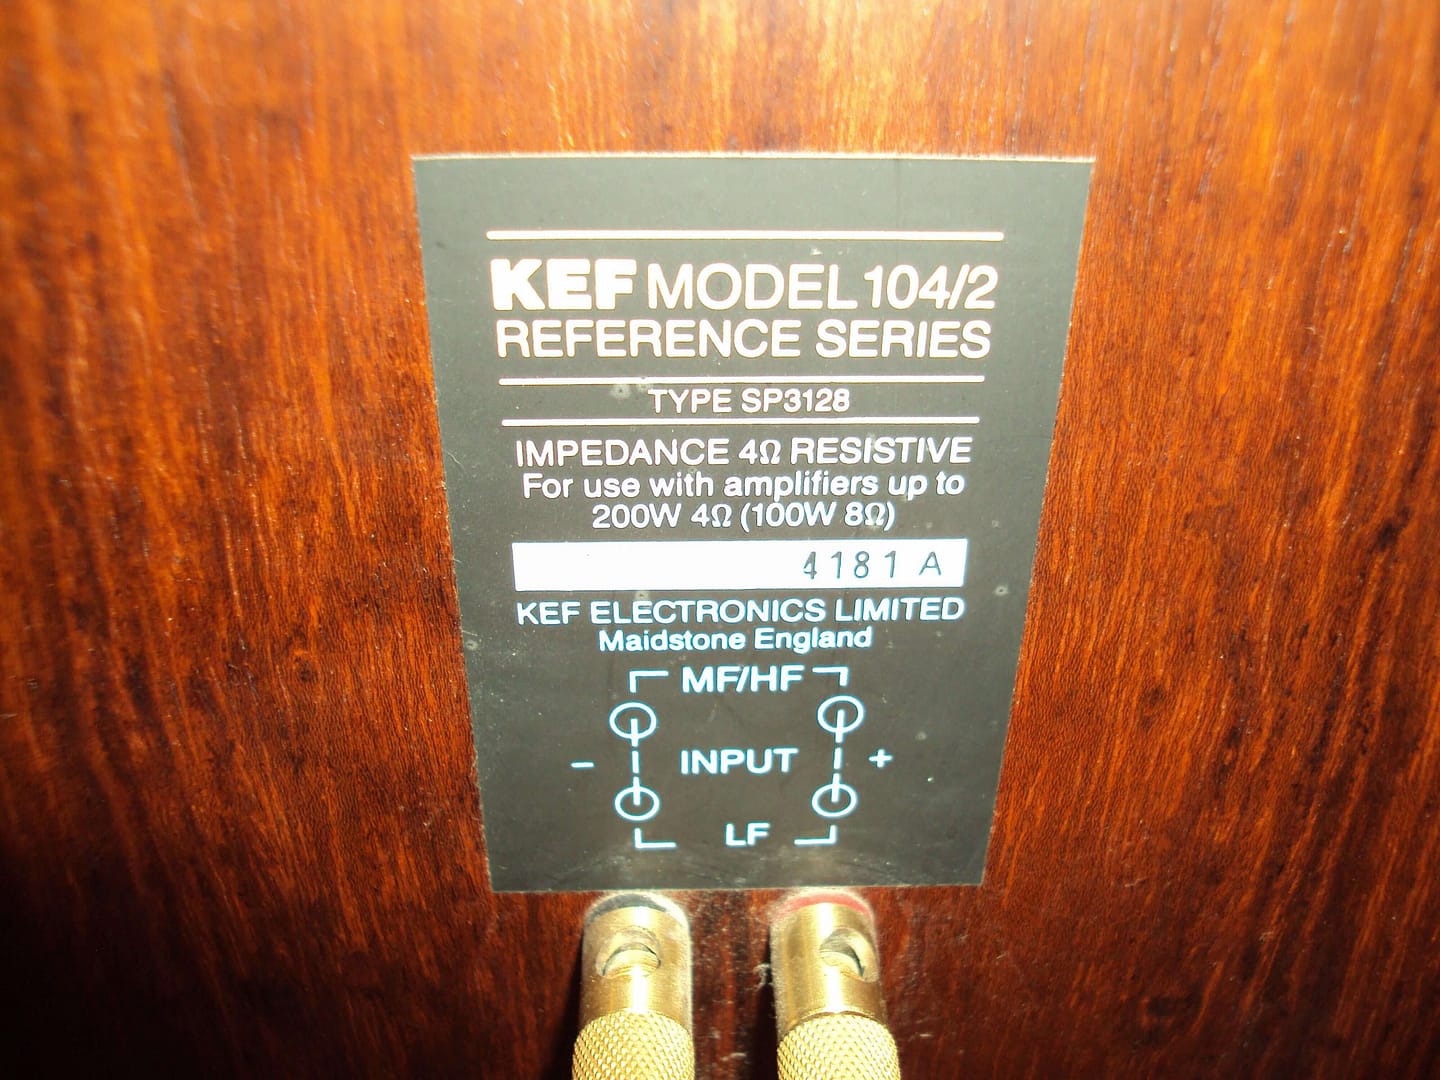 KEF MODEL 104/2
REFERENCE SERIES
TYPE SP3128
IMPEDANCE 4Ω RESISTIVE
For use with amplifiers up to
200W 4Ω (100W 8Ω)
4181 A
KEF ELECTRONICS LIMITED
Maidstone England
MF/HF
- INPUT +
LF